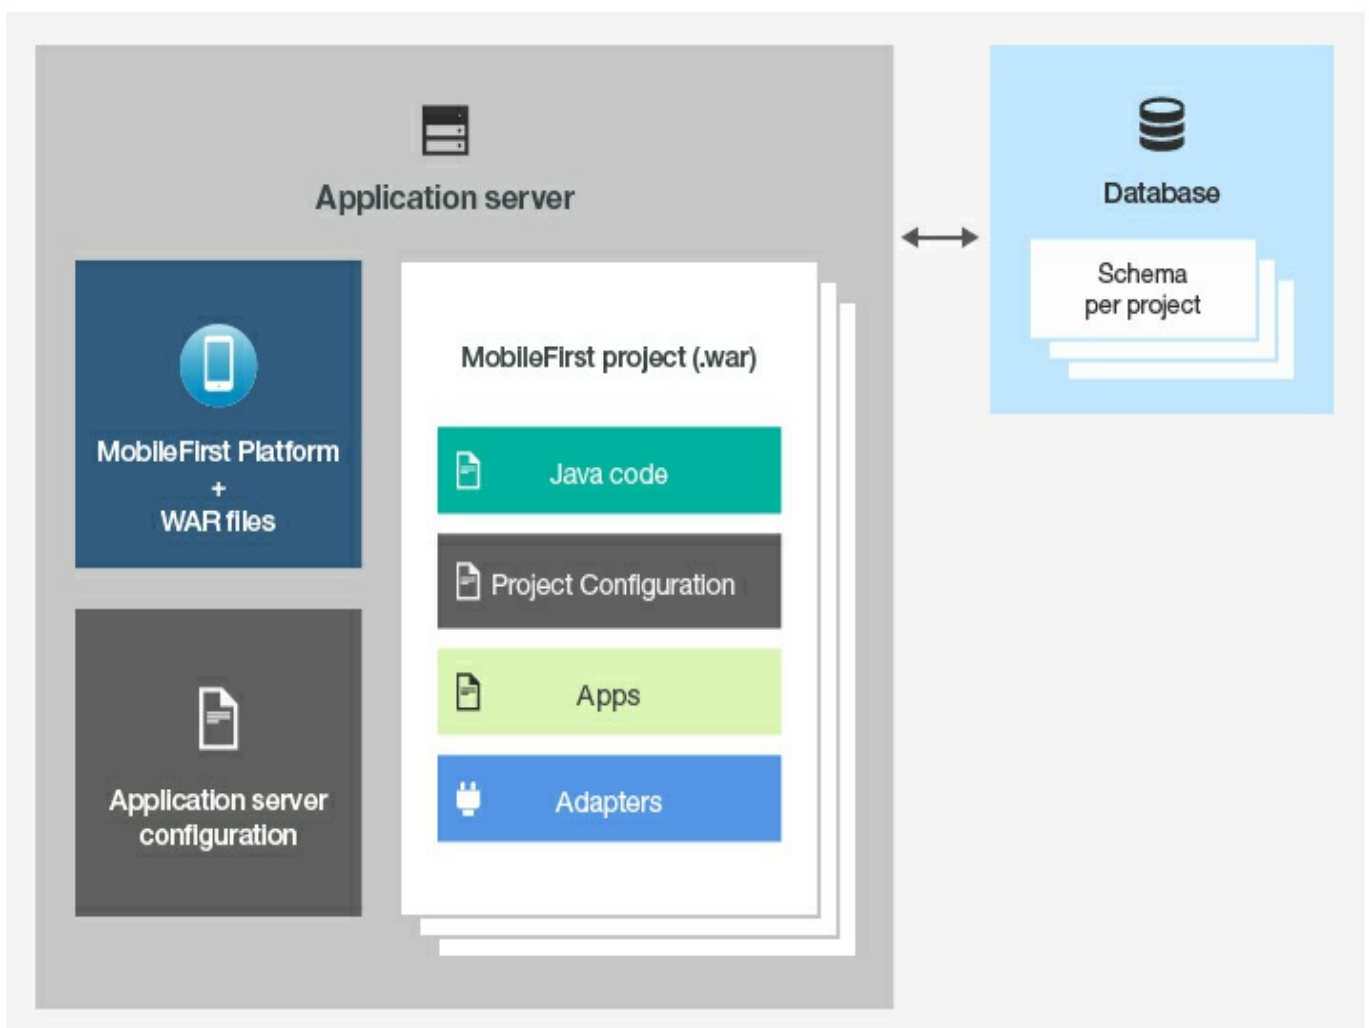 Application server
MobileFirst Platform
+
WAR files
Application server
configuration
MobileFirst project (.war)
Java code
Project Configuration
Apps
Adapters
Database
Schema
per project